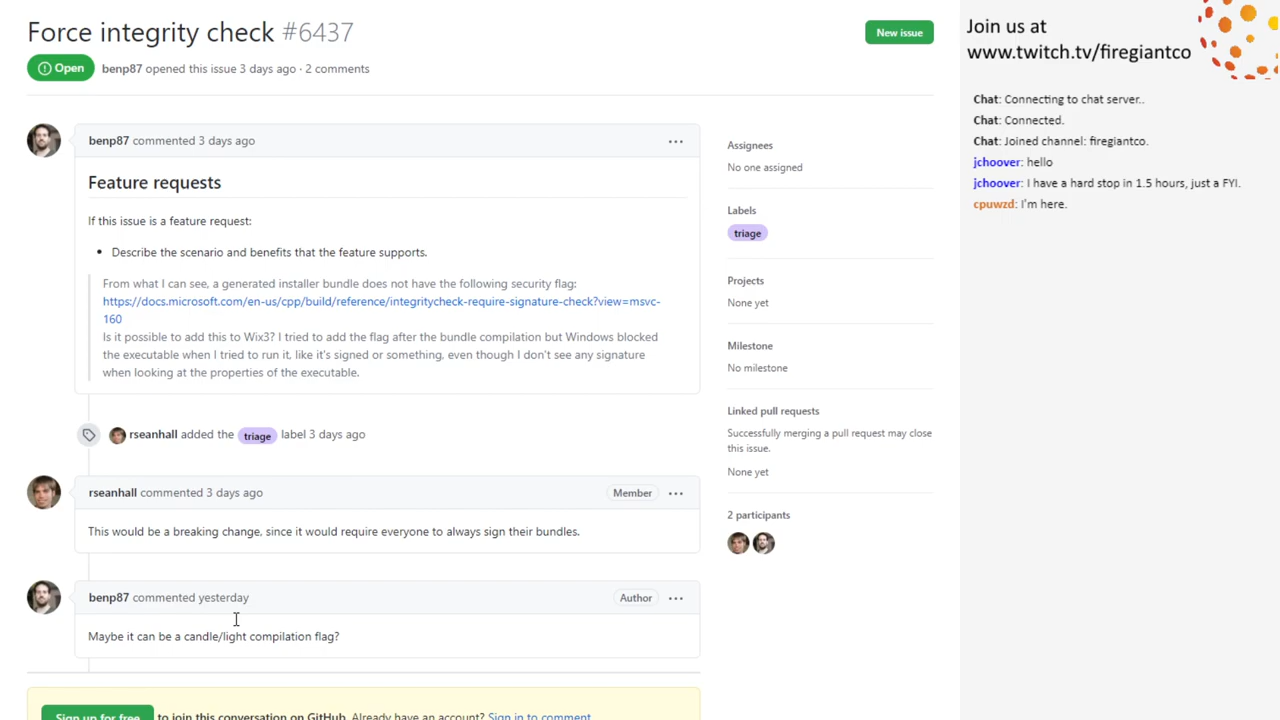 Force integrity check #6437
New issue
Open
benp87 opened this issue 3 days ago · 2 comments
benp87 commented 3 days ago
Feature requests
If this issue is a feature request:
• Describe the scenario and benefits that the feature supports.
From what I can see, a generated installer bundle does not have the following security flag:
https://docs.microsoft.com/en-us/cpp/build/reference/integritycheck-require-signature-check?view=msvc-
160
Is it possible to add this to Wix3? I tried to add the flag after the bundle compilation but Windows blocked
the executable when I tried to run it, like it's signed or something, even though I don't see any signature
when looking at the properties of the executable.
rseanhall added the triage label 3 days ago
rseanhall commented 3 days ago
Member
This would be a breaking change, since it would require everyone to always sign their bundles.
benp87 commented yesterday
Author
Maybe it can be a candle/light compilation flag?
Sign up for free to join this conversation on GitHub. Already have an account? Sign in to comment
Assignees
No one assigned
Labels
triage
Projects
None yet
Milestone
No milestone
Linked pull requests
Successfully merging a pull request may close
this issue.
None yet
2 participants
Join us at
www.twitch.tv/firegiantco
Chat: Connecting to chat server..
Chat: Connected.
Chat: Joined channel: firegiantco.
jchoover: hello
jchoover: I have a hard stop in 1.5 hours, just a FYI.
cpuwzd: I'm here.